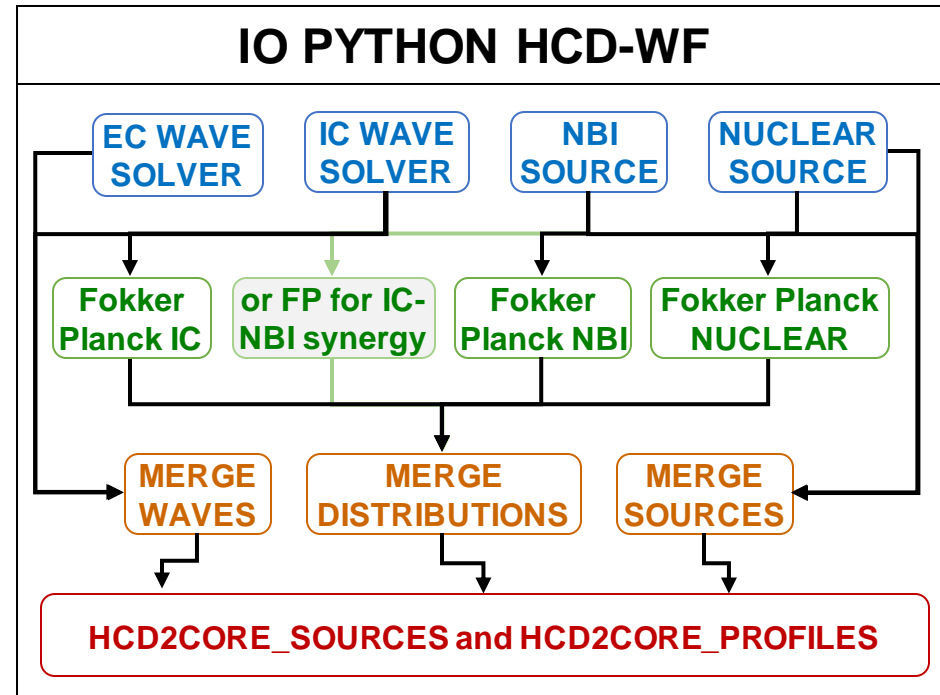 IO PYTHON HCD-WF
EC WAVE
SOLVER
IC WAVE
SOLVER
NBI
SOURCE
NUCLEAR
SOURCE
Fokker
Planck IC
or FP for IC-
NBI synergy
Fokker
Planck NBI
Fokker Planck
NUCLEAR
MERGE
WAVES
MERGE
DISTRIBUTIONS
MERGE
SOURCES
HCD2CORE_SOURCES and HCD2CORE_PROFILES